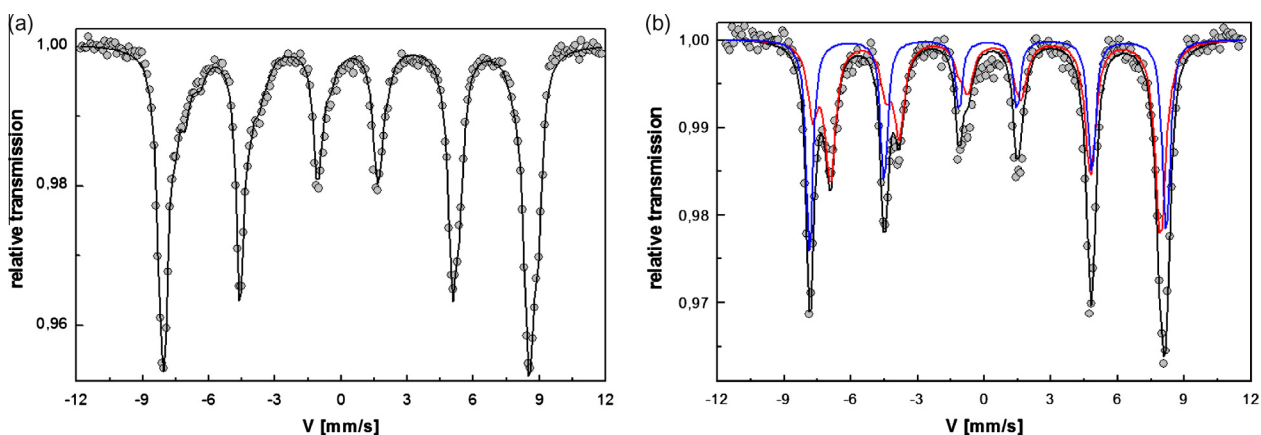 (a)
1,00
0,98
0,96
relative transmission
-12 -9 -6 -3 0 3 6 9 12
V [mm/s]
(b)
1,00
0,99
0,98
0,97
relative transmission
-12 -9 -6 -3 0 3 6 9 12
V [mm/s]